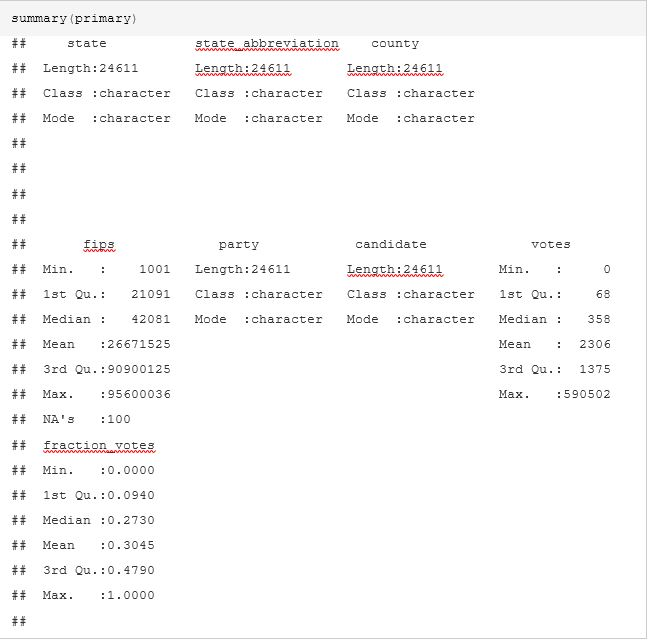 summary(primary)
##     state           state_abbreviation    county
##  Length:24611       Length:24611       Length:24611
##  Class :character   Class :character   Class :character
##  Mode  :character   Mode  :character   Mode  :character
##
##
##
##
##       fips             party            candidate             votes
##  Min.   :    1001   Length:24611       Length:24611       Min.   :     0
##  1st Qu.:   21091   Class :character   Class :character   1st Qu.:    68
##  Median :   42081   Mode  :character   Mode  :character   Median :   358
##  Mean   :26671525                                         Mean   :  2306
##  3rd Qu.:90900125                                         3rd Qu.:  1375
##  Max.   :95600036                                         Max.   :590502
##  NA's   :100
##  fraction_votes
##  Min.   :0.0000
##  1st Qu.:0.0940
##  Median :0.2730
##  Mean   :0.3045
##  3rd Qu.:0.4790
##  Max.   :1.0000
##